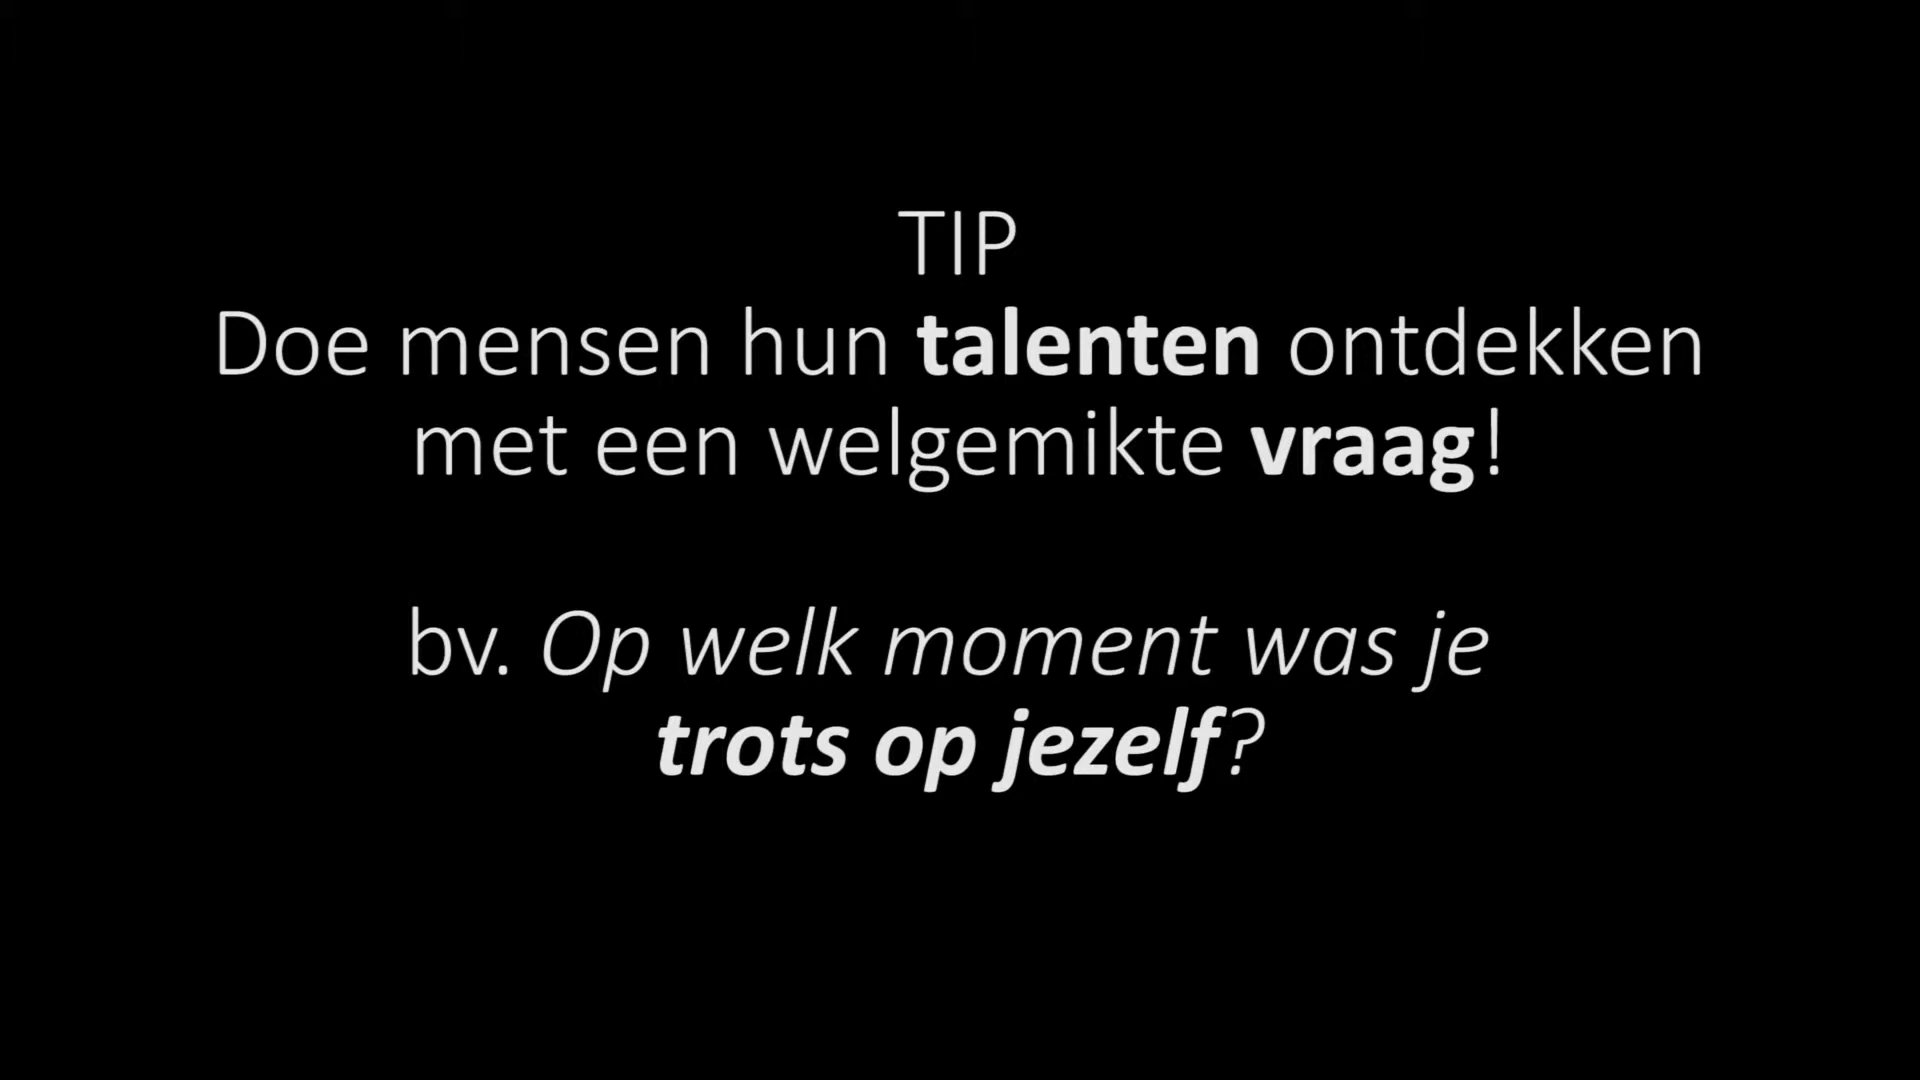 TIP
Doe mensen hun talenten ontdekken
met een welgemikte vraag!
bv. Op welk moment was je
trots op jezelf?